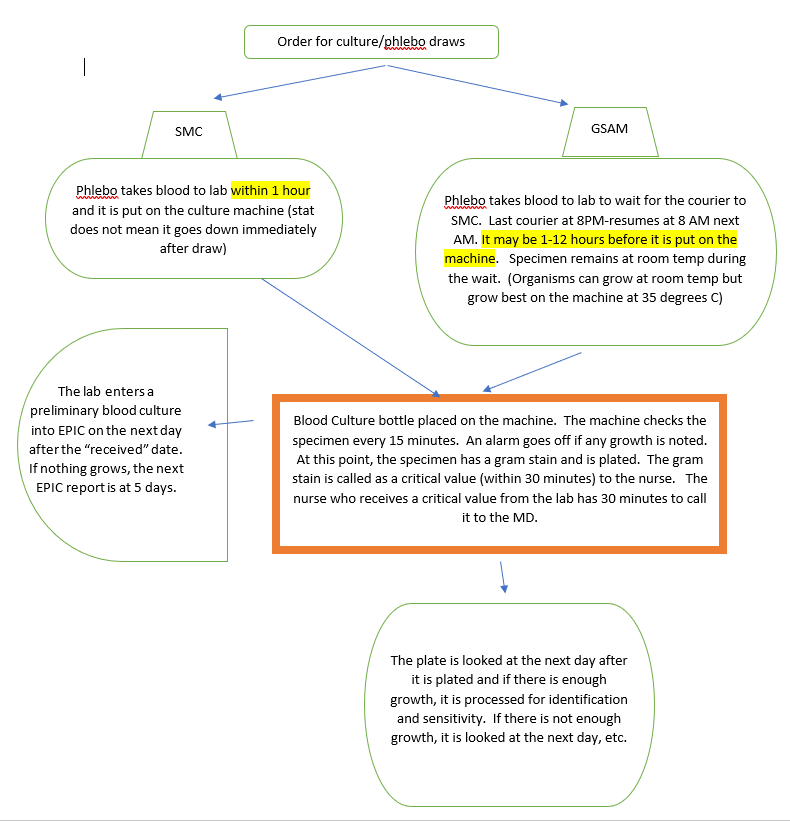 Order for culture/phlebo draws
SMC
GSAM
Phlebo takes blood to lab within 1 hour
and it is put on the culture machine (stat
does not mean it goes down immediately
after draw)
Phlebo takes blood to lab to wait for the courier to
SMC.  Last courier at 8PM-resumes at 8 AM next
AM. It may be 1-12 hours before it is put on the
machine.   Specimen remains at room temp during
the wait.  (Organisms can grow at room temp but
grow best on the machine at 35 degrees C)
The lab enters a
preliminary blood culture
into EPIC on the next day
after the “received” date.
If nothing grows, the next
EPIC report is at 5 days.
Blood Culture bottle placed on the machine.  The machine checks the
specimen every 15 minutes.  An alarm goes off if any growth is noted.
At this point, the specimen has a gram stain and is plated.  The gram
stain is called as a critical value (within 30 minutes) to the nurse.   The
nurse who receives a critical value from the lab has 30 minutes to call
it to the MD.
The plate is looked at the next day after
it is plated and if there is enough
growth, it is processed for identification
and sensitivity.  If there is not enough
growth, it is looked at the next day, etc.